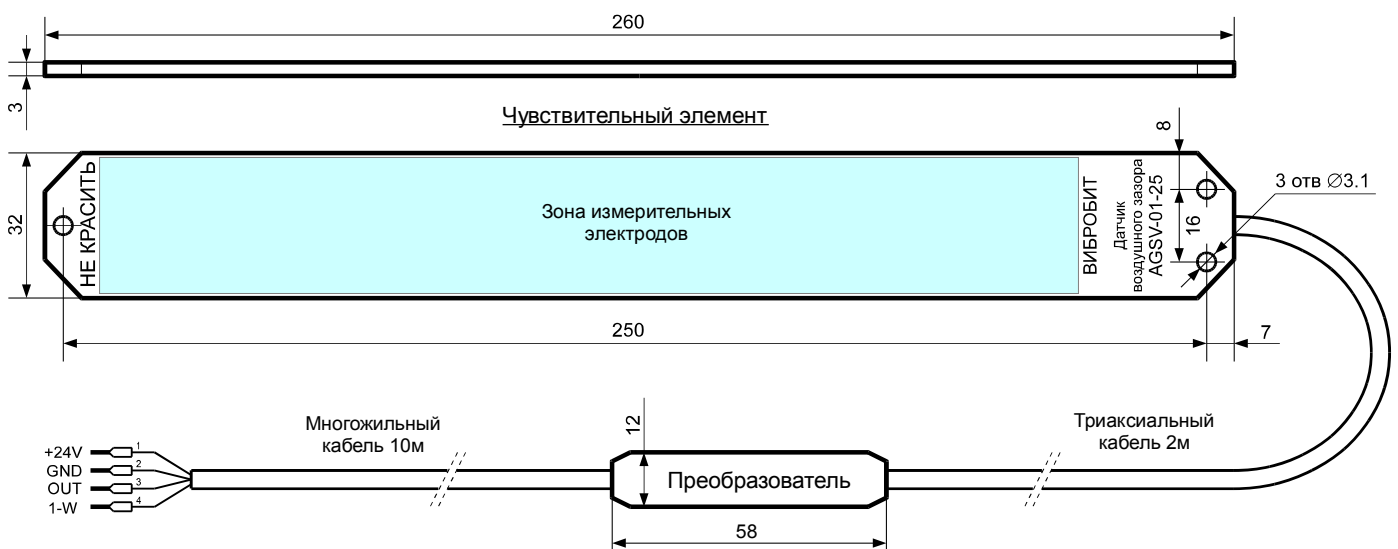 260
3
Чувствительный элемент
8
32
НЕ КРАСИТЬ
Зона измерительных
электродов
ВИБРОБИТ
Датчик
воздушного зазора
AGSV-01-25
16
3 отв ∅3.1
250
7
Многожильный
кабель 10м
12
Триаксиальный
кабель 2м
+24V 1
GND 2
OUT 3
1-W 4
Преобразователь
58